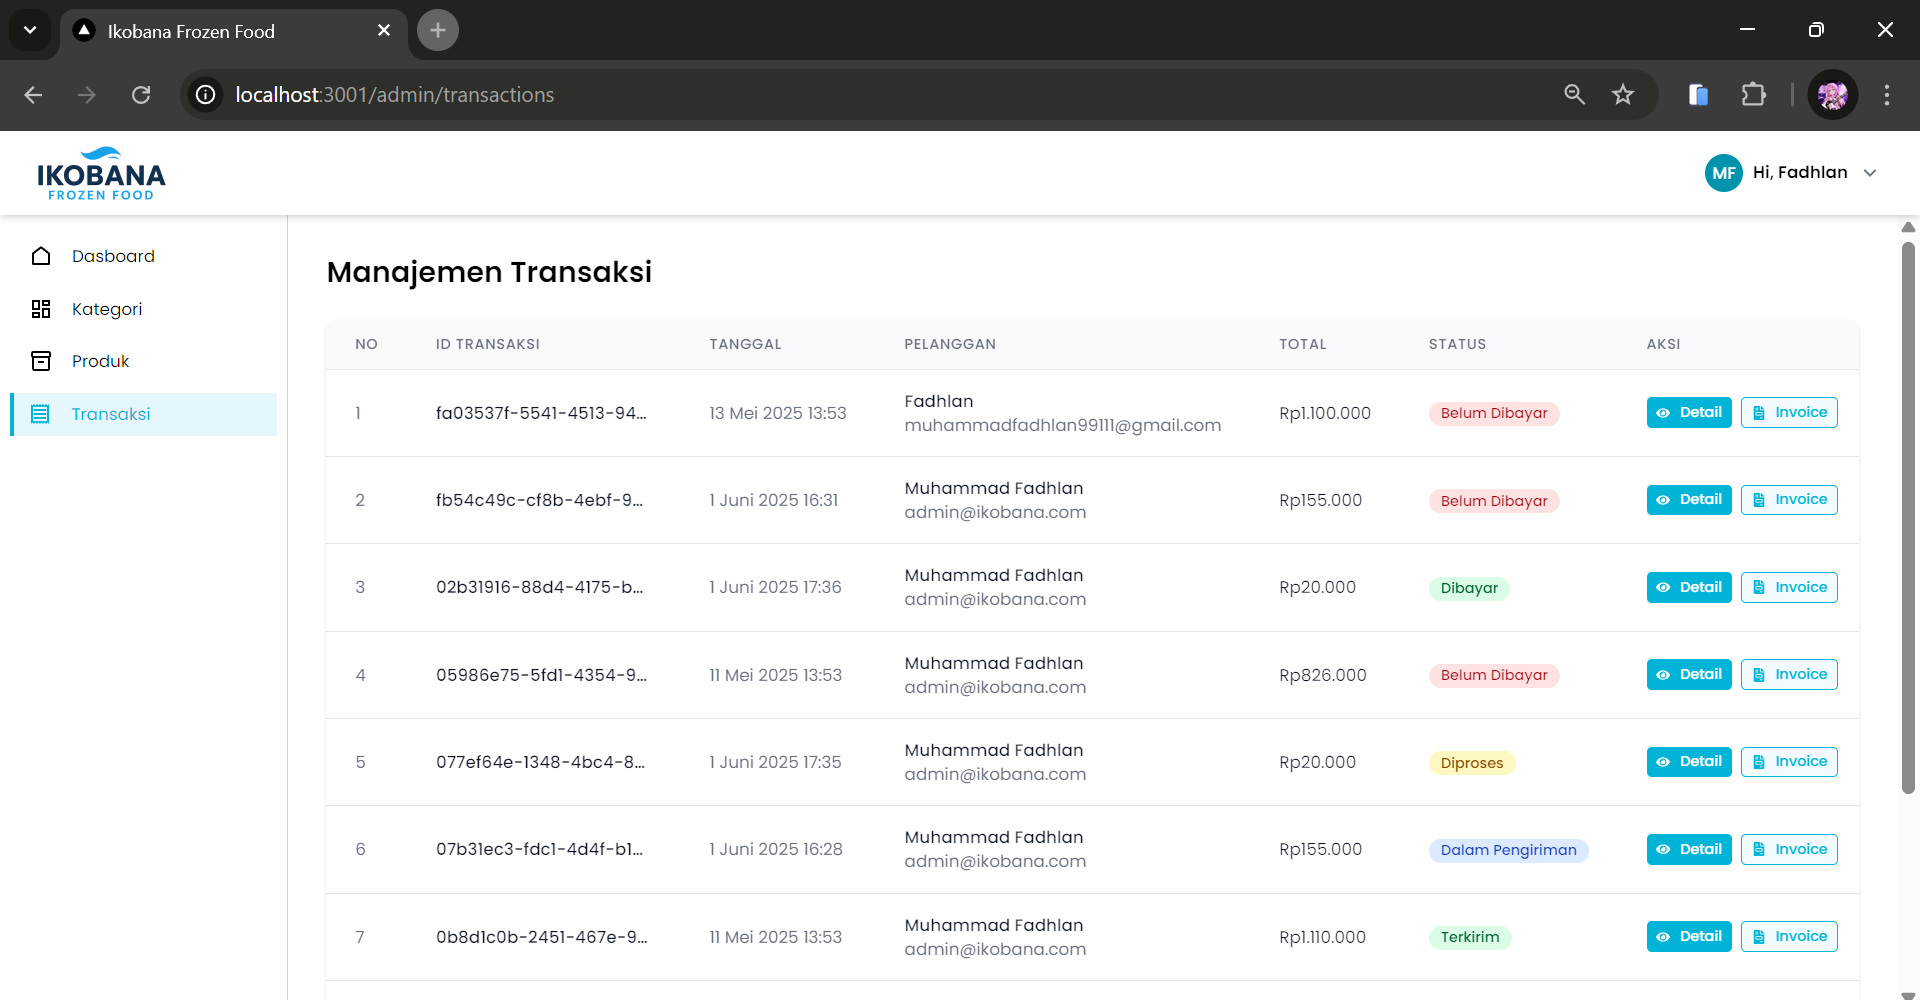 Ikobana Frozen Food
localhost:3001/admin/transactions
IKOBANA
FROZEN FOOD
MF Hi, Fadhlan
Dasboard
Kategori
Produk
Transaksi
Manajemen Transaksi
NO ID TRANSAKSI TANGGAL PELANGGAN TOTAL STATUS AKSI
1 fa03537f-5541-4513-94... 13 Mei 2025 13:53 Fadhlan Rp1.100.000 Belum Dibayar Detail Invoice
muhammadfadhlan99111@gmail.com
2 fb54c49c-cf8b-4ebf-9... 1 Juni 2025 16:31 Muhammad Fadhlan Rp155.000 Belum Dibayar Detail Invoice
admin@ikobana.com
3 02b31916-88d4-4175-b... 1 Juni 2025 17:36 Muhammad Fadhlan Rp20.000 Dibayar Detail Invoice
admin@ikobana.com
4 05986e75-5fd1-4354-9... 11 Mei 2025 13:53 Muhammad Fadhlan Rp826.000 Belum Dibayar Detail Invoice
admin@ikobana.com
5 077ef64e-1348-4bc4-8... 1 Juni 2025 17:35 Muhammad Fadhlan Rp20.000 Diproses Detail Invoice
admin@ikobana.com
6 07b31ec3-fdc1-4d4f-b1... 1 Juni 2025 16:28 Muhammad Fadhlan Rp155.000 Dalam Pengiriman Detail Invoice
admin@ikobana.com
7 0b8d1c0b-2451-467e-9... 11 Mei 2025 13:53 Muhammad Fadhlan Rp1.110.000 Terkirim Detail Invoice
admin@ikobana.com